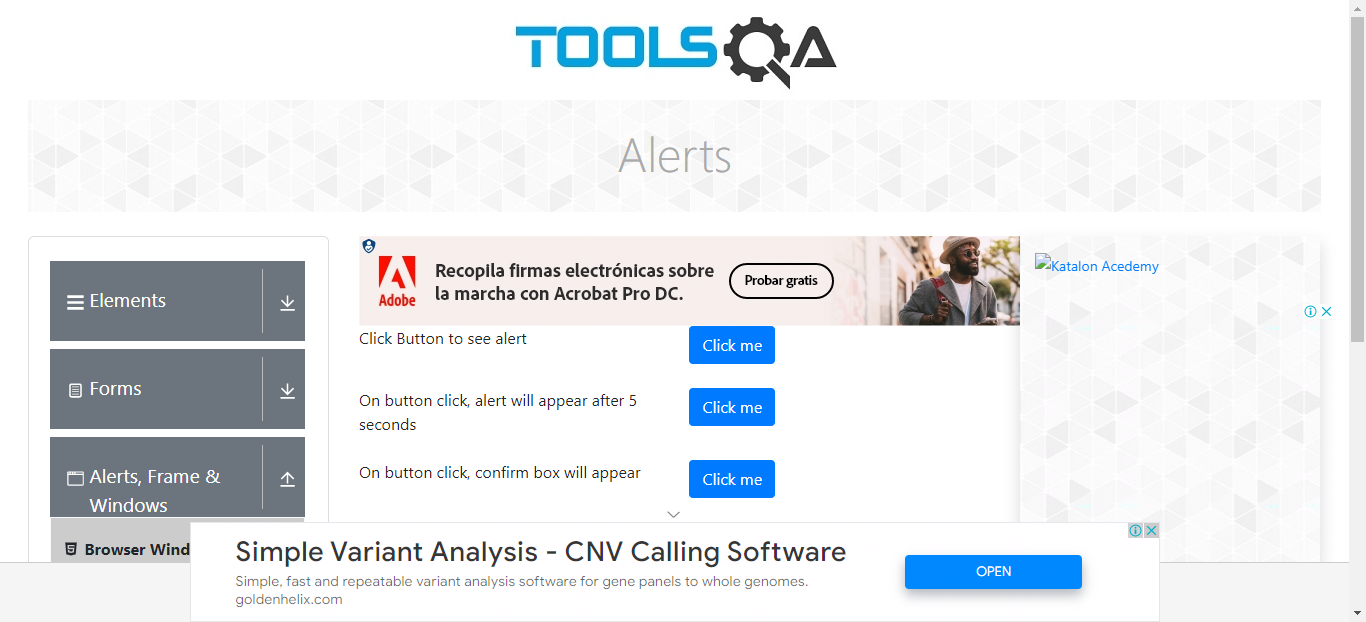 TOOLSQA
Alerts
Elements
Forms
Alerts, Frame &
Windows
Browser Wind
Adobe
Recopila firmas electrónicas sobre
la marcha con Acrobat Pro DC.
Probar gratis
Katalon Acedemy
Click Button to see alert
Click me
On button click, alert will appear after 5
seconds
Click me
On button click, confirm box will appear
Click me
Simple Variant Analysis - CNV Calling Software
Simple, fast and repeatable variant analysis software for gene panels to whole genomes.
goldenhelix.com
OPEN